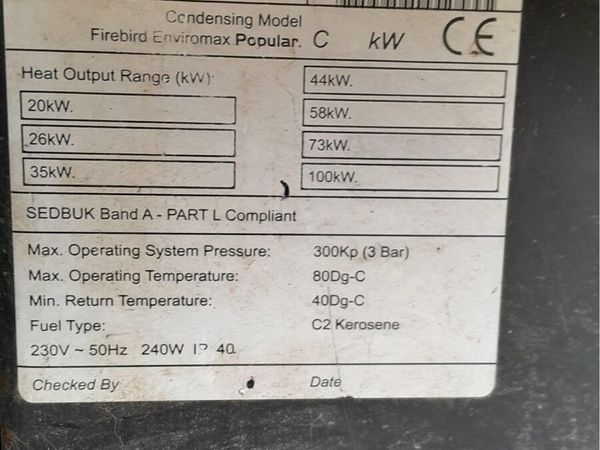 Condensing Model
Firebird Enviromax Popular. C kW CE
Heat Output Range (kW):
20kW.
26kW.
35kW.
44kW.
58kW.
73kW.
100kW.
SEDBUK Band A - PART L Compliant
Max. Operating System Pressure: 300Kp (3 Bar)
Max. Operating Temperature: 80Dg-C
Min. Return Temperature: 40Dg-C
Fuel Type: C2 Kerosene
230V ~ 50Hz 240W IP 40
Checked By Date